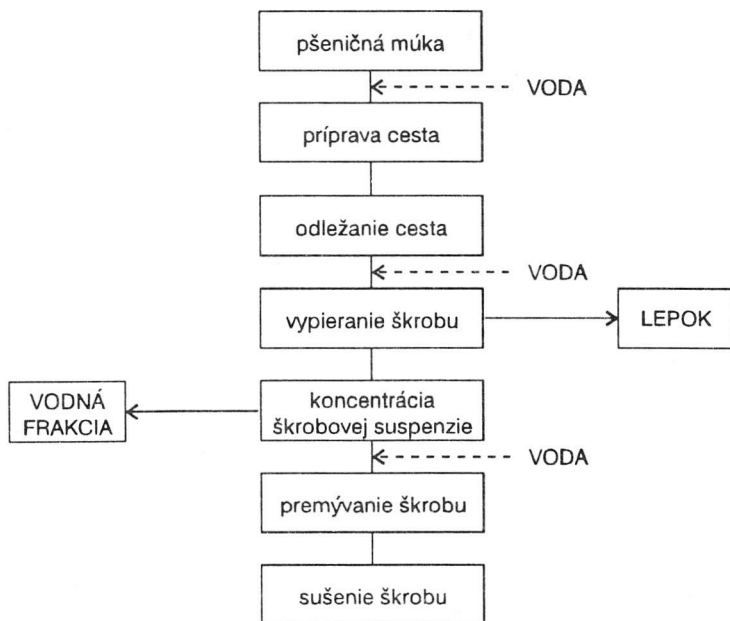 pšeničná múka
VODA
príprava cesta
odležanie cesta
VODA
vypieranie škrobu
LEPOK
VODNÁ
FRAKCIA
koncentrácia
škrobovej suspenzie
VODA
premývanie škrobu
sušenie škrobu